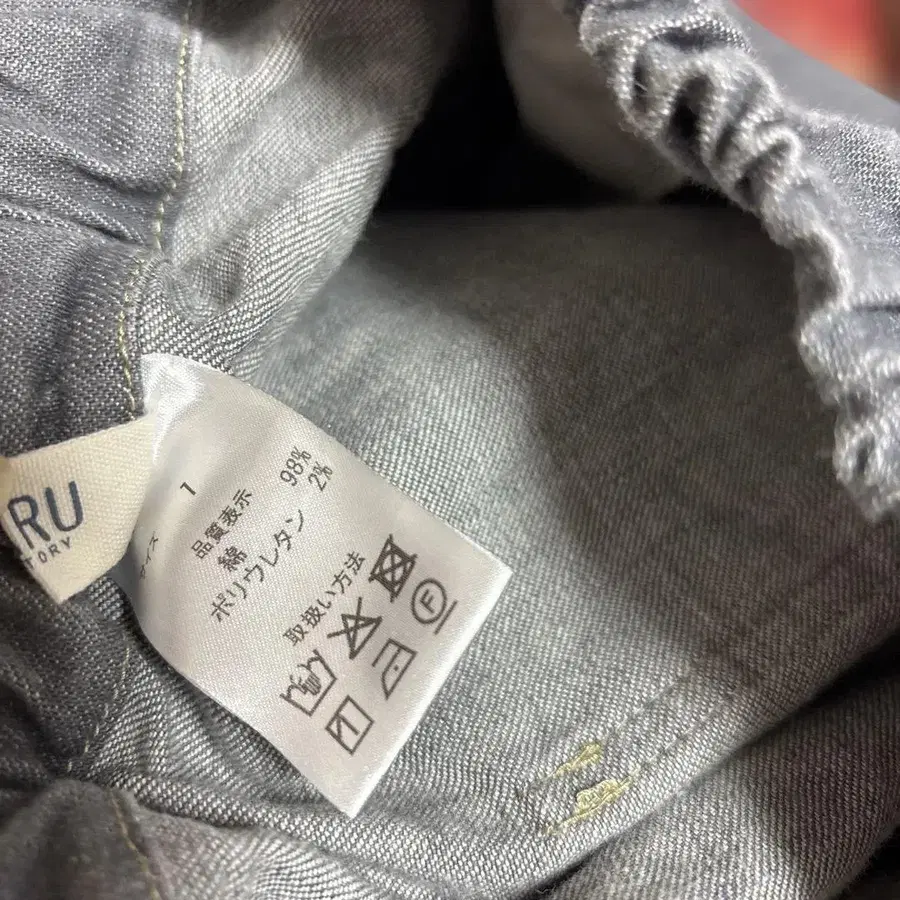 RU
TORY
サイズ 1
品質表示
綿 98%
ポリウレタン 2%
取扱い方法
F